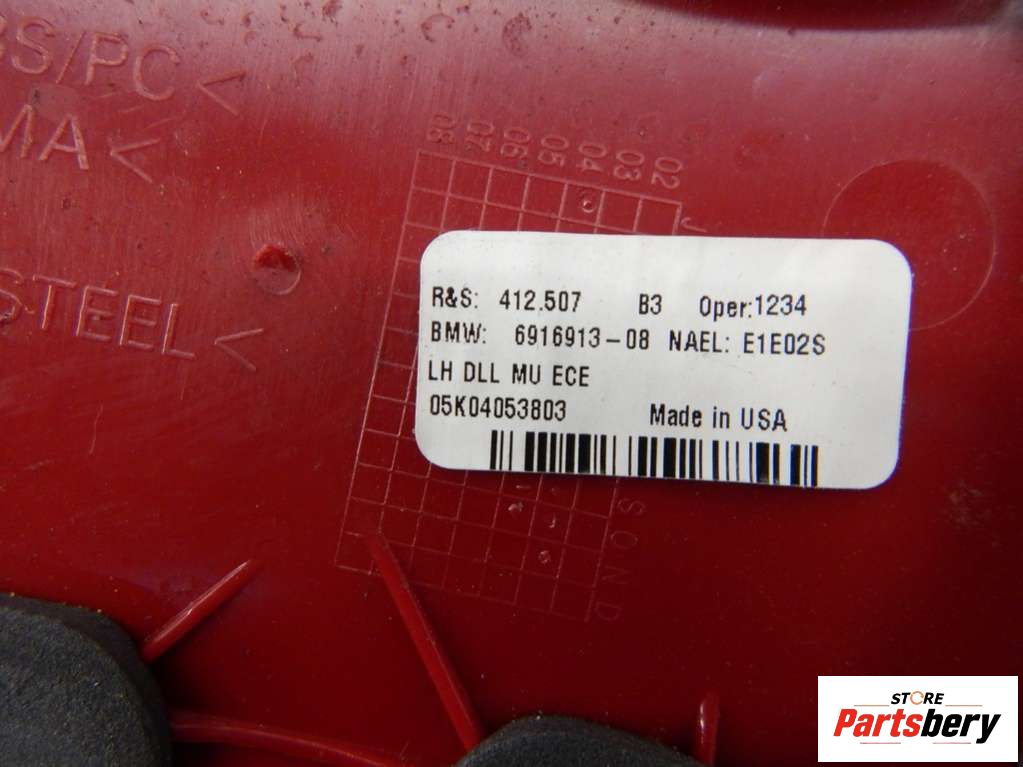 BS/PC <
MA <
STEEL <
08 07 06 05 04 03 02
J
R&S: 412.507 B3 Oper:1234
BMW: 6916913-08 NAEL: E1E02S
LH DLL MU ECE
05K04053803 Made in USA
S
O
N
D
STORE
Partsbery